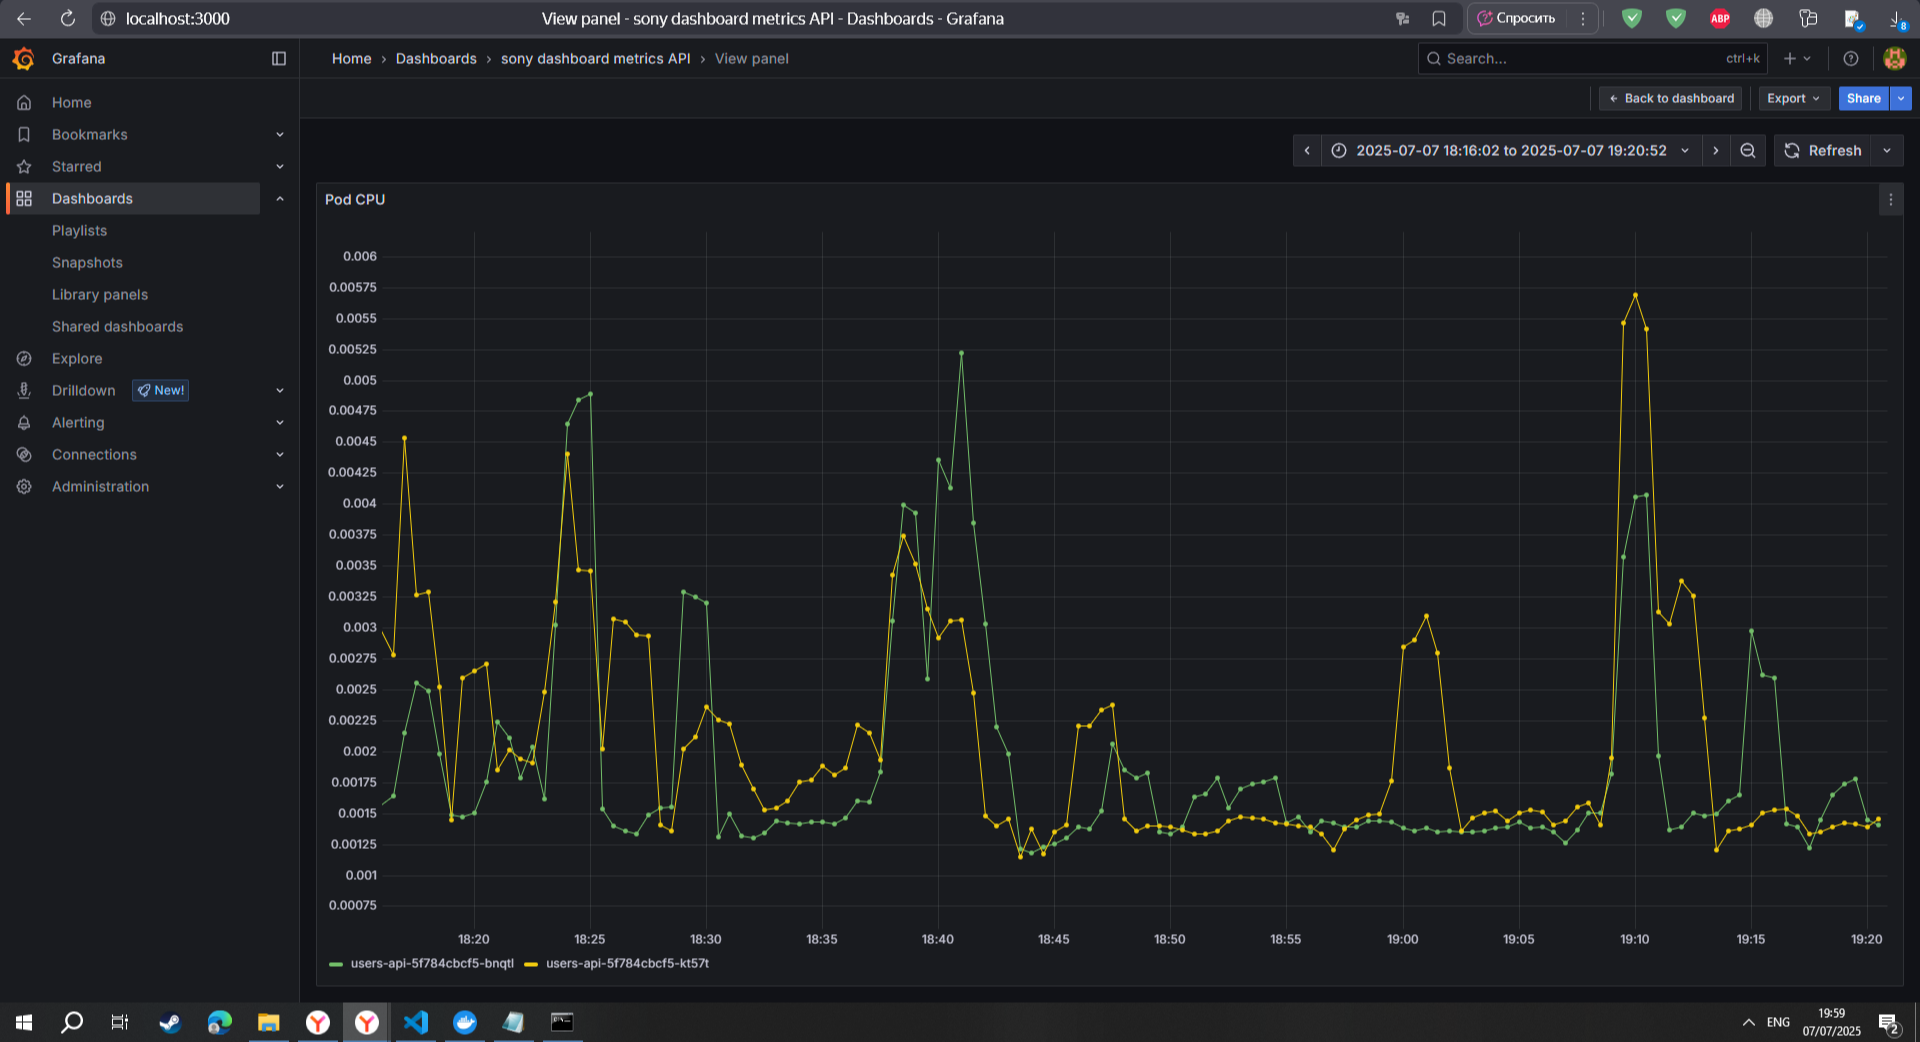 localhost:3000
View panel - sony dashboard metrics API - Dashboards - Grafana
Спросить
ABP
8
Grafana
Home › Dashboards › sony dashboard metrics API › View panel
Search...
ctrl+k
Back to dashboard
Export
Share
Home
Bookmarks
Starred
Dashboards
Playlists
Snapshots
Library panels
Shared dashboards
Explore
Drilldown
New!
Alerting
Connections
Administration
2025-07-07 18:16:02 to 2025-07-07 19:20:52
Refresh
Pod CPU
0.006
0.00575
0.0055
0.00525
0.005
0.00475
0.0045
0.00425
0.004
0.00375
0.0035
0.00325
0.003
0.00275
0.0025
0.00225
0.002
0.00175
0.0015
0.00125
0.001
0.00075
18:20 18:25 18:30 18:35 18:40 18:45 18:50 18:55 19:00 19:05 19:10 19:15 19:20
users-api-5f784cbcf5-bnqtl users-api-5f784cbcf5-kt57t
ENG
19:59
07/07/2025
2